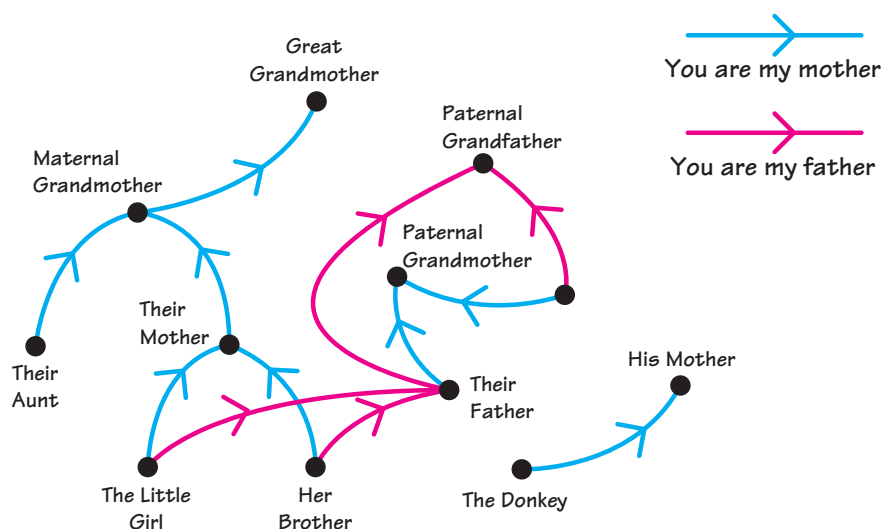 Great
Grandmother
You are my mother
Paternal
Grandfather
You are my father
Maternal
Grandmother
Paternal
Grandmother
Their
Mother
His Mother
Their
Aunt
Their
Father
The Little
Girl
Her
Brother
The Donkey